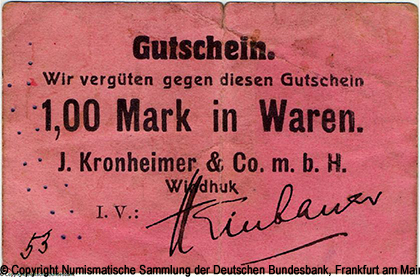 Gutschein.
Wir vergüten gegen diesen Gutschein
1,00 Mark in Waren.
J. Kronheimer & Co. m. b. H.
Windhuk
I. V.:
53
© Copyright Numismatische Sammlung der Deutschen Bundesbank, Frankfurt am Mai